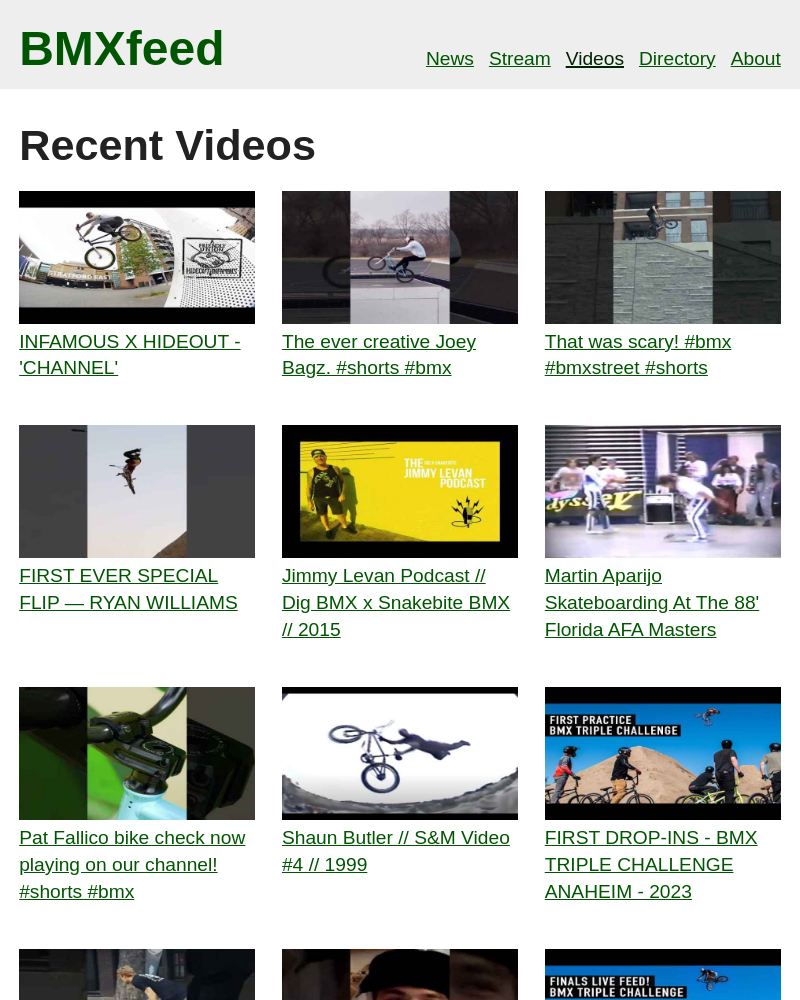 BMXfeed
News Stream Videos Directory About
Recent Videos
STRATFORD EAST
INFAMOUS X HIDEOUT -
'CHANNEL'
The ever creative Joey
Bagz. #shorts #bmx
That was scary! #bmx
#bmxstreet #shorts
THE
JIMMY LEVAN
PODCAST
FIRST EVER SPECIAL
FLIP — RYAN WILLIAMS
Jimmy Levan Podcast //
Dig BMX x Snakebite BMX
// 2015
Martin Aparijo
Skateboarding At The 88'
Florida AFA Masters
FIRST PRACTICE
BMX TRIPLE CHALLENGE
Pat Fallico bike check now
playing on our channel!
#shorts #bmx
Shaun Butler // S&M Video
#4 // 1999
FIRST DROP-INS - BMX
TRIPLE CHALLENGE
ANAHEIM - 2023
FINALS LIVE FEED!
BMX TRIPLE CHALLENGE